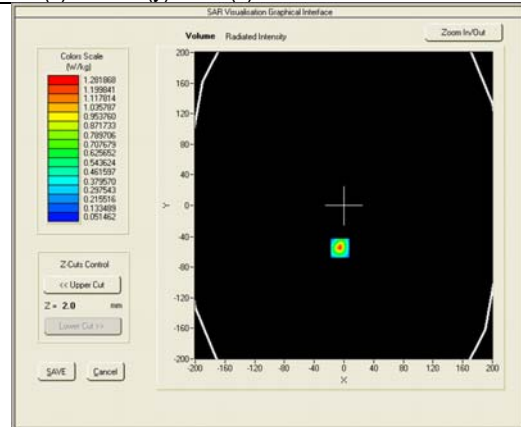 SAR Visualisation Graphical Interface
Volume Radiated Intensity
Zoom In/Out
Colors Scale
(W/kg)
1.281868
1.199841
1.117814
1.035787
0.953760
0.871733
0.789706
0.707679
0.625652
0.543624
0.461597
0.379570
0.297543
0.215516
0.133489
0.051462
Z-Cuts Control
<< Upper Cut
Z = 2.0 mm
Lower Cut >>
SAVE
Cancel
200
160
120
80
40
0
-40
-80
-120
-160
-200
Y
-200 -160 -120 -80 -40 0 40 80 120 160 200
X